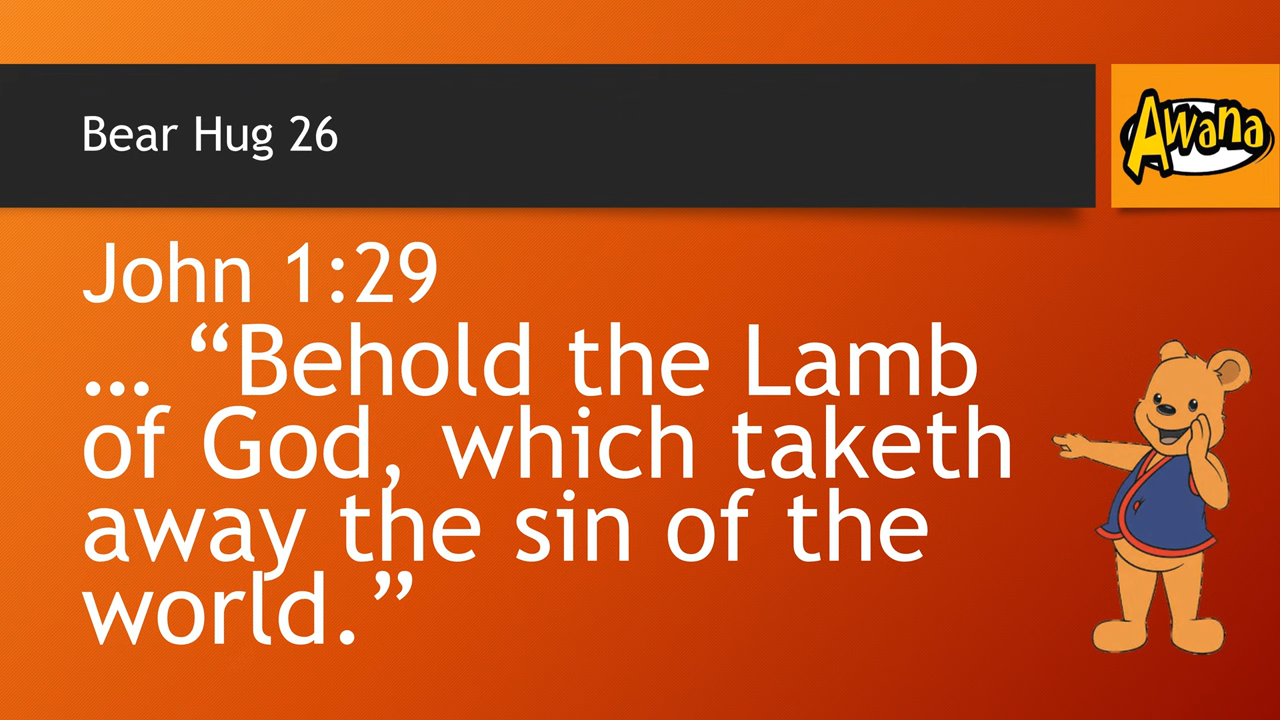 Bear Hug 26
Awana
John 1:29
... “Behold the Lamb
of God, which taketh
away the sin of the
world.”